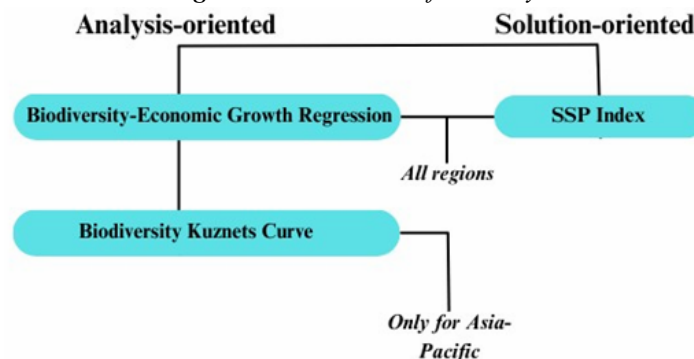 Analysis-oriented
Solution-oriented
Biodiversity-Economic Growth Regression
SSP Index
All regions
Biodiversity Kuznets Curve
Only for Asia-
Pacific